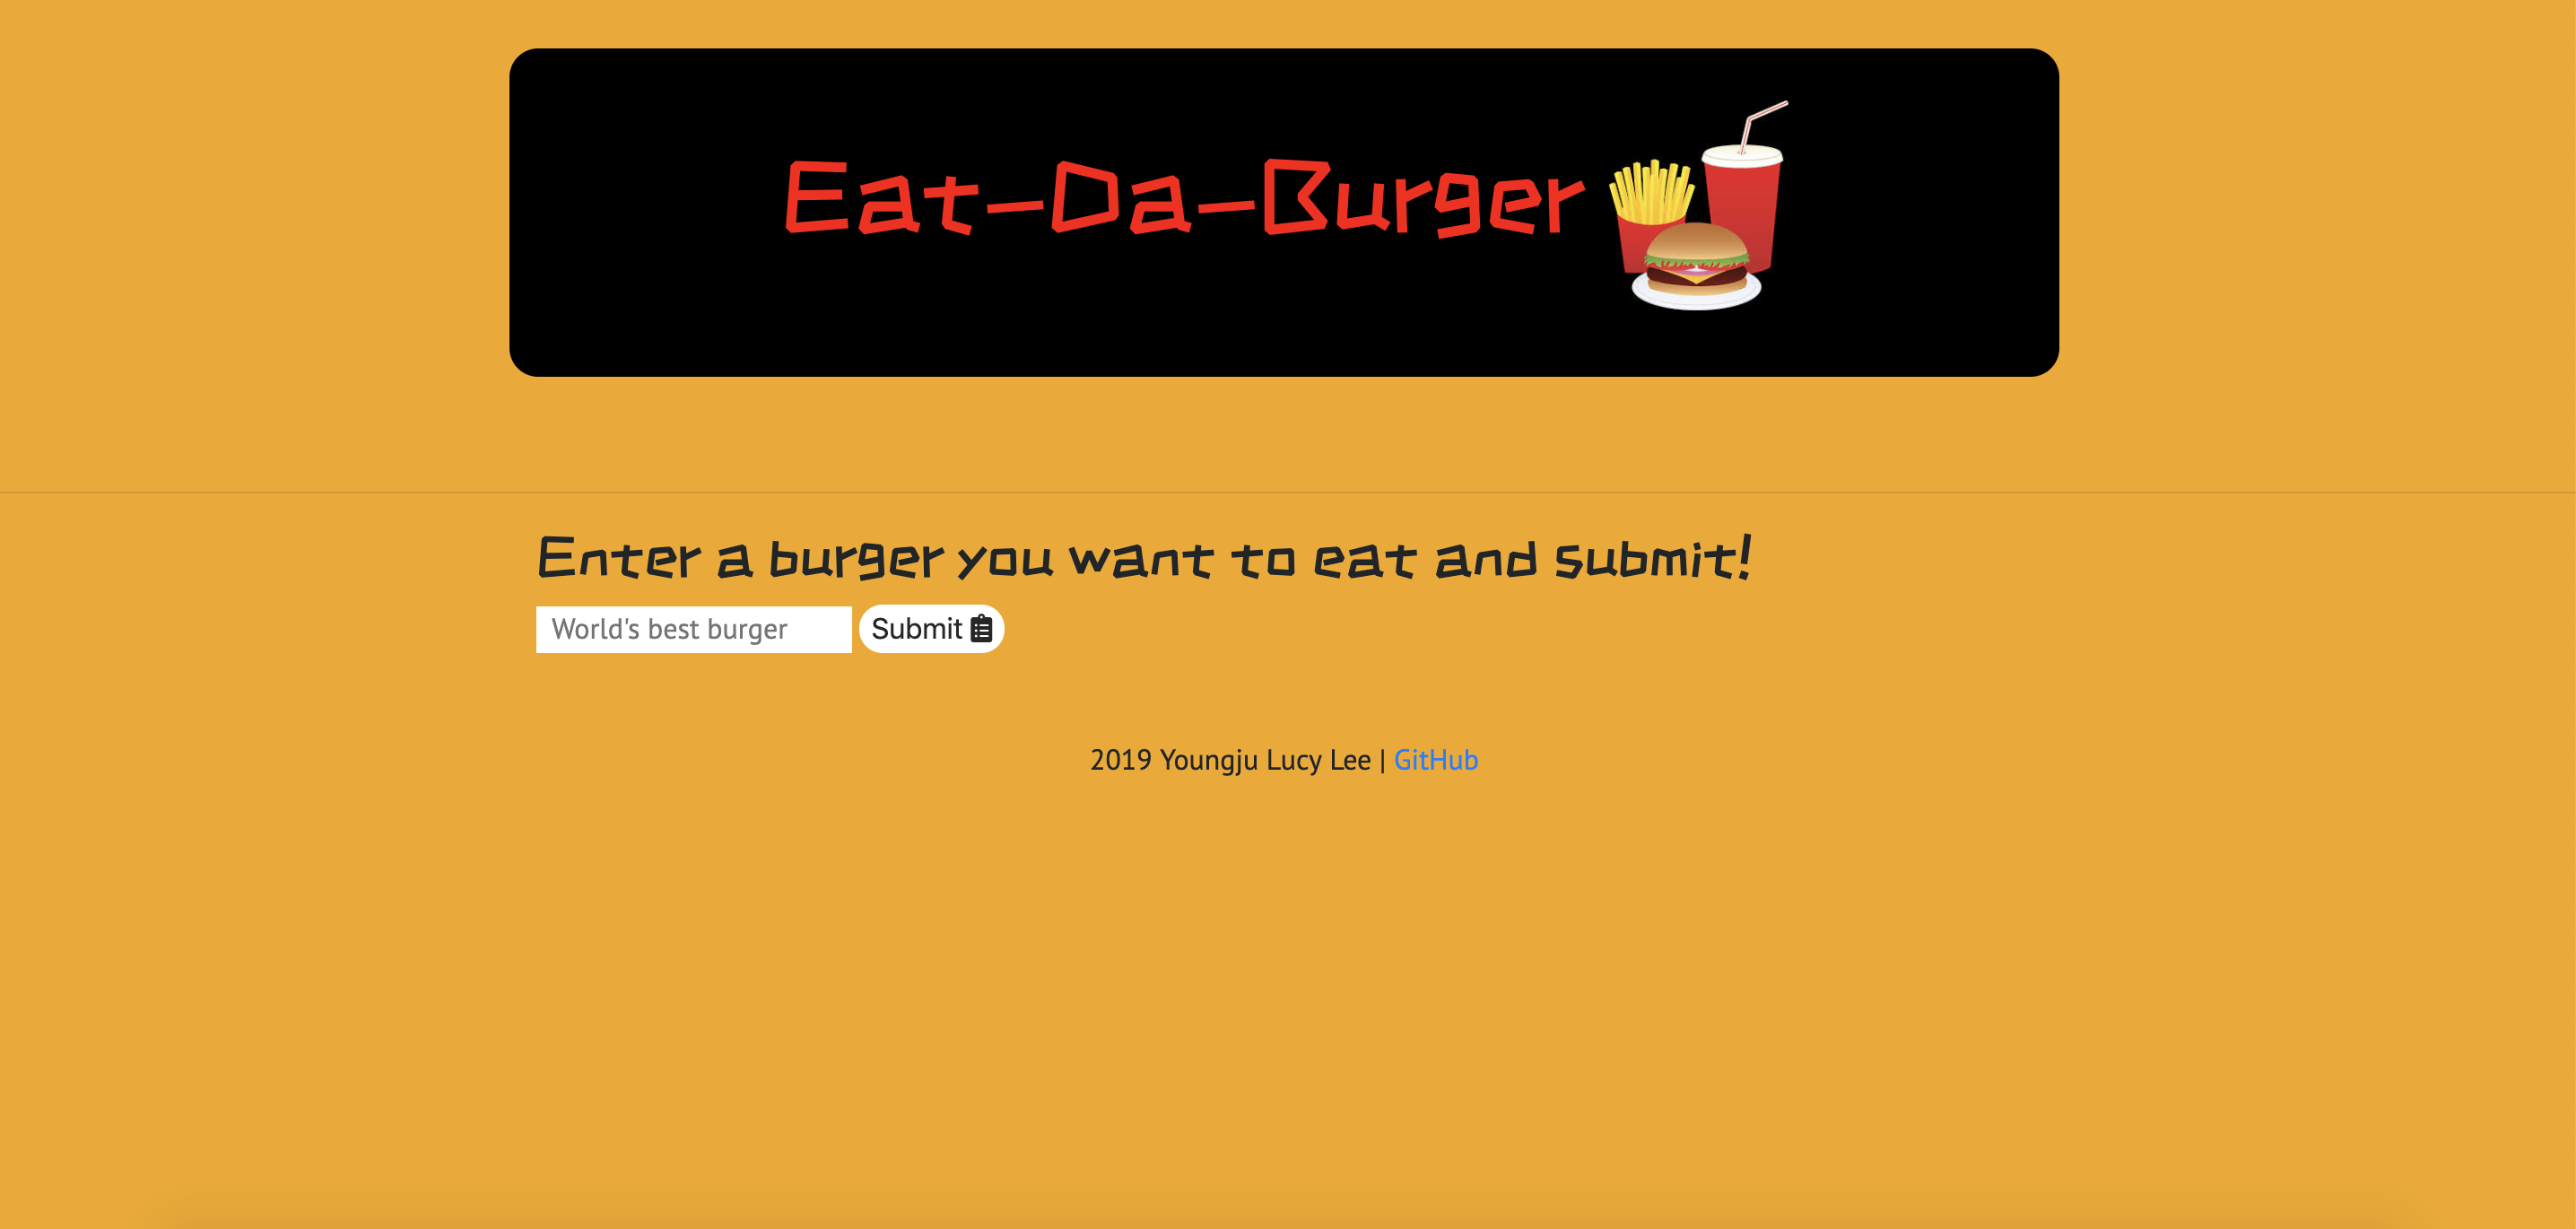 Eat-Da-Burger
Enter a burger you want to eat and submit!
World's best burger Submit
2019 Youngju Lucy Lee | GitHub